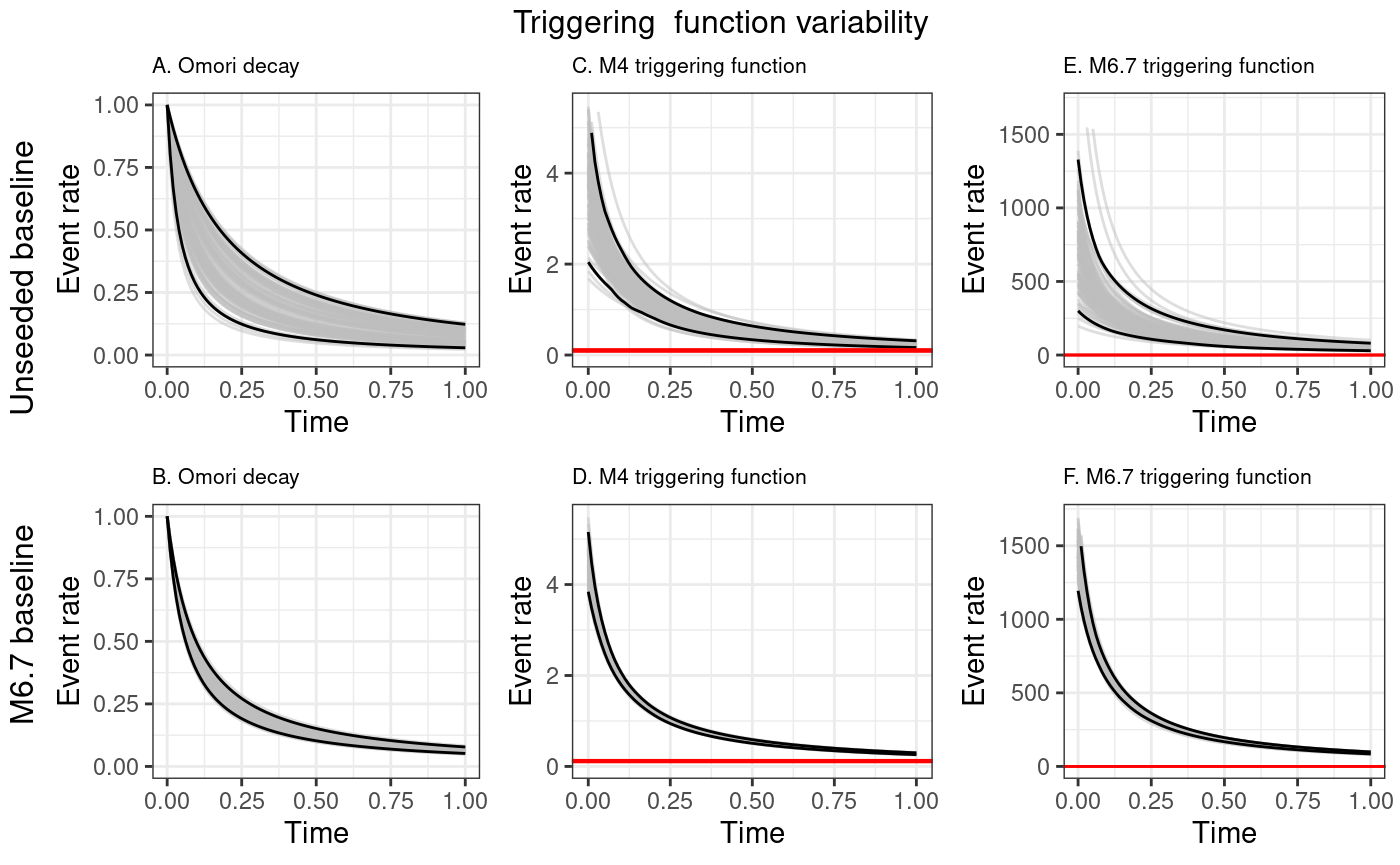 Triggering  function variability
Unseeded baseline
A. Omori decay
Event rate
1.00
0.75
0.50
0.25
0.00
0.00 0.25 0.50 0.75 1.00
Time
C. M4 triggering function
Event rate
4
2
0
0.00 0.25 0.50 0.75 1.00
Time
E. M6.7 triggering function
Event rate
1500
1000
500
0
0.00 0.25 0.50 0.75 1.00
Time
M6.7 baseline
B. Omori decay
Event rate
1.00
0.75
0.50
0.25
0.00
0.00 0.25 0.50 0.75 1.00
Time
D. M4 triggering function
Event rate
4
2
0
0.00 0.25 0.50 0.75 1.00
Time
F. M6.7 triggering function
Event rate
1500
1000
500
0
0.00 0.25 0.50 0.75 1.00
Time